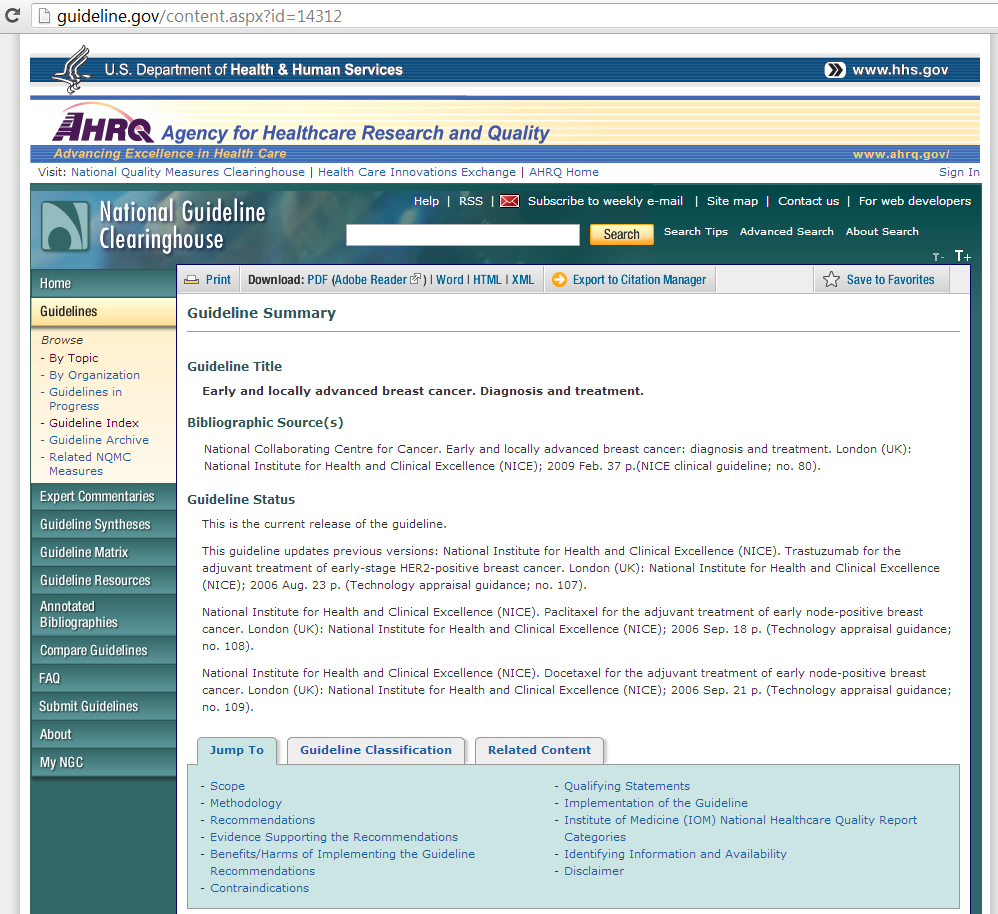 guideline.gov/content.aspx?id=14312
U.S. Department of Health & Human Services
www.hhs.gov
AHRQ Agency for Healthcare Research and Quality
Advancing Excellence in Health Care
www.ahrq.gov/
Visit: National Quality Measures Clearinghouse | Health Care Innovations Exchange | AHRQ Home
Sign In
National Guideline
Clearinghouse
Help | RSS | Subscribe to weekly e-mail | Site map | Contact us | For web developers
Search Search Tips Advanced Search About Search
T- T+
Home
Guidelines
Browse
- By Topic
- By Organization
- Guidelines in
Progress
- Guideline Index
- Guideline Archive
- Related NQMC
Measures
Expert Commentaries
Guideline Syntheses
Guideline Matrix
Guideline Resources
Annotated
Bibliographies
Compare Guidelines
FAQ
Submit Guidelines
About
My NGC
Print Download: PDF (Adobe Reader ) | Word | HTML | XML Export to Citation Manager Save to Favorites
Guideline Summary
Guideline Title
Early and locally advanced breast cancer. Diagnosis and treatment.
Bibliographic Source(s)
National Collaborating Centre for Cancer. Early and locally advanced breast cancer: diagnosis and treatment. London (UK):
National Institute for Health and Clinical Excellence (NICE); 2009 Feb. 37 p.(NICE clinical guideline; no. 80).
Guideline Status
This is the current release of the guideline.
This guideline updates previous versions: National Institute for Health and Clinical Excellence (NICE). Trastuzumab for the
adjuvant treatment of early-stage HER2-positive breast cancer. London (UK): National Institute for Health and Clinical Excellence
(NICE); 2006 Aug. 23 p. (Technology appraisal guidance; no. 107).
National Institute for Health and Clinical Excellence (NICE). Paclitaxel for the adjuvant treatment of early node-positive breast
cancer. London (UK): National Institute for Health and Clinical Excellence (NICE); 2006 Sep. 18 p. (Technology appraisal guidance;
no. 108).
National Institute for Health and Clinical Excellence (NICE). Docetaxel for the adjuvant treatment of early node-positive breast
cancer. London (UK): National Institute for Health and Clinical Excellence (NICE); 2006 Sep. 21 p. (Technology appraisal guidance;
no. 109).
Jump To Guideline Classification Related Content
- Scope
- Methodology
- Recommendations
- Evidence Supporting the Recommendations
- Benefits/Harms of Implementing the Guideline
Recommendations
- Contraindications
- Qualifying Statements
- Implementation of the Guideline
- Institute of Medicine (IOM) National Healthcare Quality Report
Categories
- Identifying Information and Availability
- Disclaimer